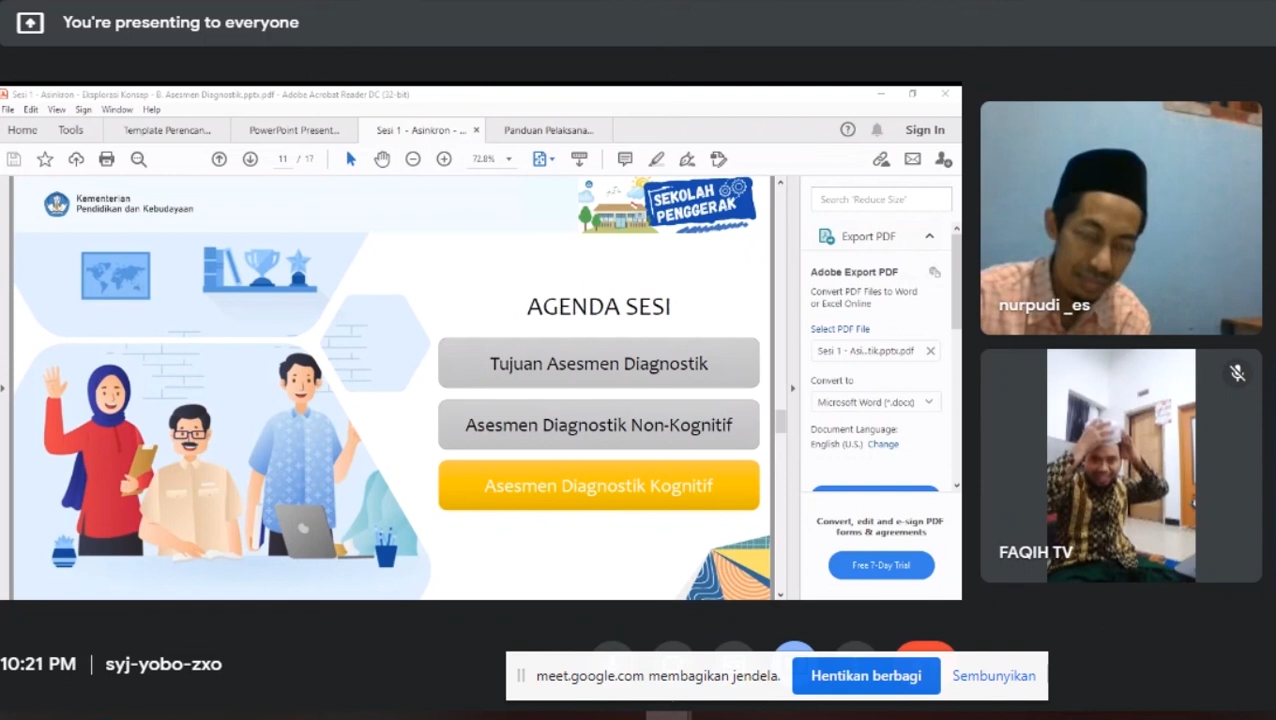 You're presenting to everyone
Sesi 1 - Asinkron - Eksplorasi Konsep - B. Asesmen Diagnostik.pptx.pdf - Adobe Acrobat Reader DC (32-bit)
File Edit View Sign Window Help
Home Tools Template Perencan... PowerPoint Present... Sesi 1 - Asinkron - ... × Panduan Pelaksana... Sign In
11 / 17 72.8%
Kementerian
Pendidikan dan Kebudayaan
SEKOLAH
PENGGERAK
AGENDA SESI
Tujuan Asesmen Diagnostik
Asesmen Diagnostik Non-Kognitif
Asesmen Diagnostik Kognitif
Search 'Reduce Size'
Export PDF
Adobe Export PDF
Convert PDF Files to Word
or Excel Online
Select PDF File
Sesi 1 - Asi...tik.pptx.pdf
Convert to
Microsoft Word (*.docx)
Document Language:
English (U.S.) Change
Convert, edit and e-sign PDF
forms & agreements
Free 7-Day Trial
nurpudi _es
FAQIH TV
10:21 PM | syj-yobo-zxo
meet.google.com membagikan jendela. Hentikan berbagi Sembunyikan